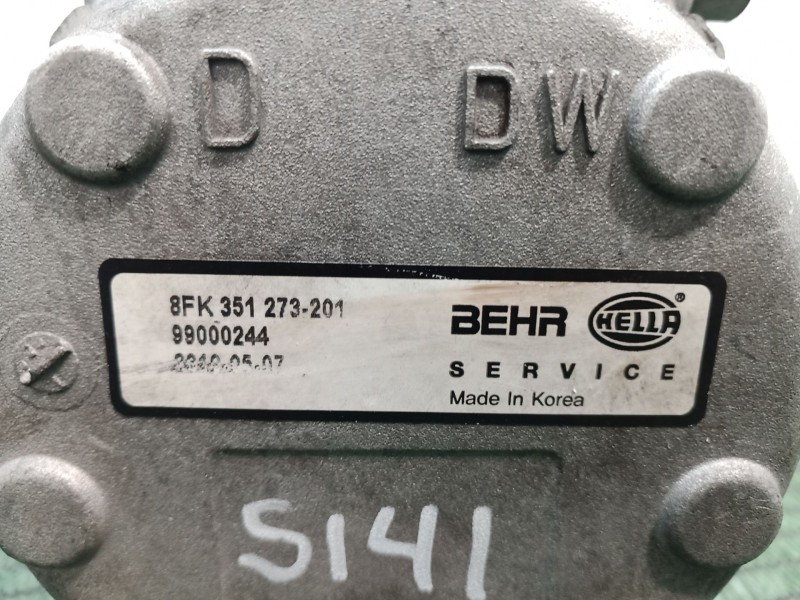 D DW
8FK 351 273-201
99000244
BEHR HELLA ®
SERVICE
Made In Korea
S141